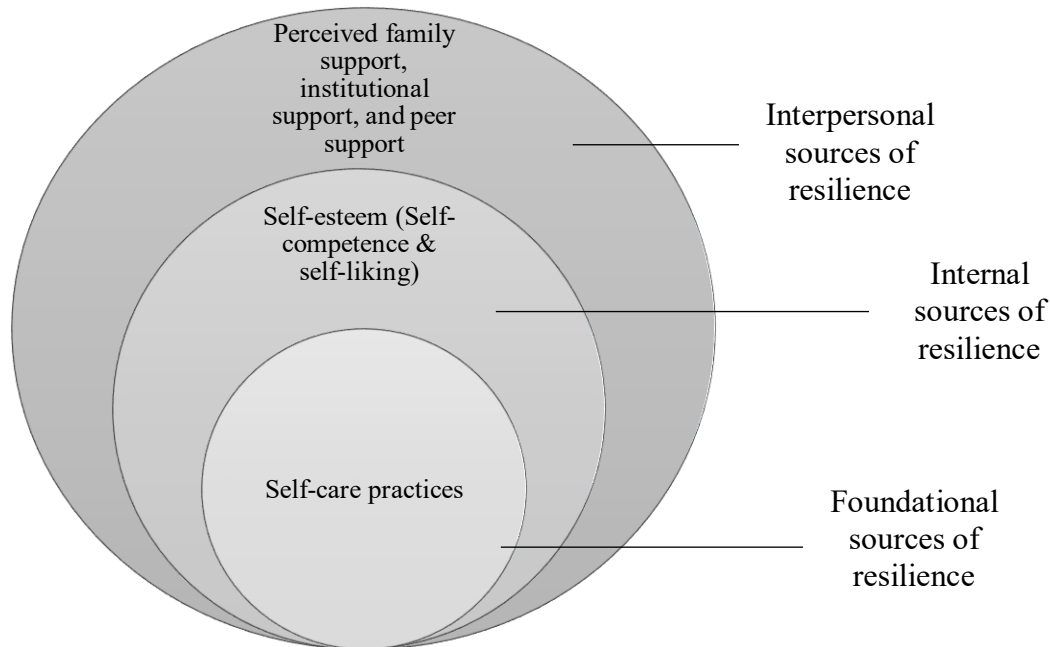 Perceived family
support,
institutional
support, and peer
support
Interpersonal
sources of
resilience
Self-esteem (Self-
competence &
self-liking)
Internal
sources of
resilience
Self-care practices
Foundational
sources of
resilience